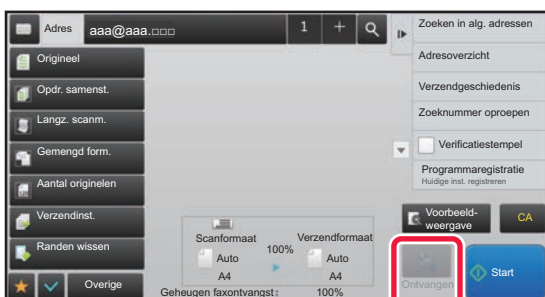 Adres
aaa@aaa.□□□
1
+
Origineel
Opdr. samenst.
Langz. scanm.
Gemengd form.
Aantal originelen
Verzendinst.
Randen wissen
Overige
Scanformaat
Auto
A4
100%
Verzendformaat
Auto
A4
Geheugen faxontvangst: 100%
Zoeken in alg. adressen
Adresoverzicht
Verzendgeschiedenis
Zoeknummer oproepen
Verificatiestempel
Programmaregistratie
Huidige inst. registreren
Voorbeeld-
weergave
CA
Ontvangen
Start